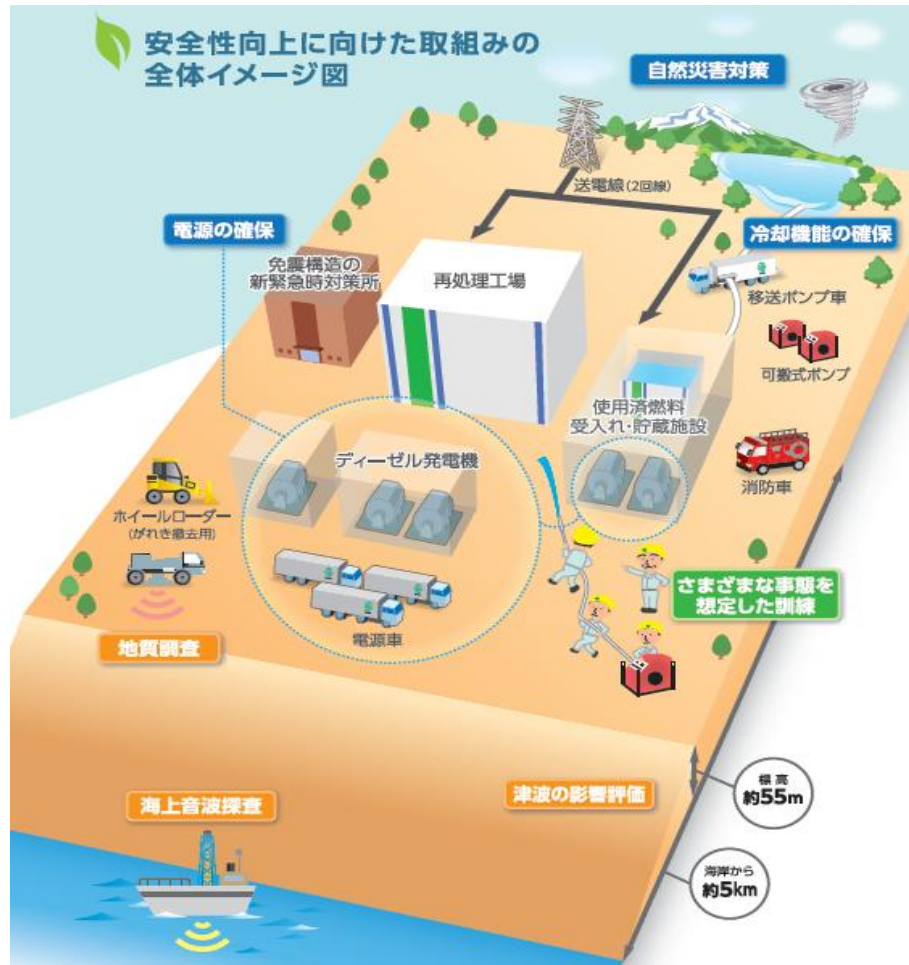 安全性向上に向けた取組みの
全体イメージ図
自然災害対策
送電線(2回線)
電源の確保
冷却機能の確保
免震構造の
新緊急時対策所
再処理工場
移送ポンプ車
可搬式ポンプ
使用済燃料
受入れ・貯蔵施設
ディーゼル発電機
消防車
ホイールローダー
(がれき撤去用)
さまざまな事態を
想定した訓練
電源車
地質調査
津波の影響評価
標高
約55m
海上音波探査
海岸から
約5km